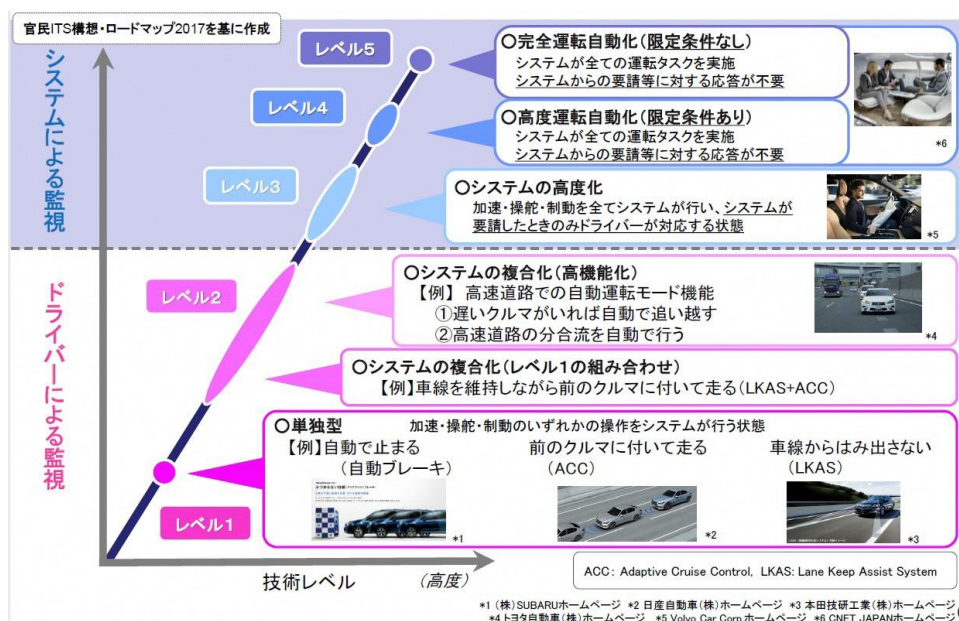 官民ITS構想・ロードマップ2017を基に作成
システムによる監視
ドライバーによる監視
レベル5
○完全運転自動化(限定条件なし)
システムが全ての運転タスクを実施
システムからの要請等に対する応答が不要
レベル4
○高度運転自動化(限定条件あり)
システムが全ての運転タスクを実施
システムからの要請等に対する応答が不要
*6
レベル3
○システムの高度化
加速・操舵・制動を全てシステムが行い、システムが
要請したときのみドライバーが対応する状態
*5
レベル2
○システムの複合化(高機能化)
【例】 高速道路での自動運転モード機能
①遅いクルマがいれば自動で追い越す
②高速道路の分合流を自動で行う
*4
○システムの複合化(レベル1の組み合わせ)
【例】車線を維持しながら前のクルマに付いて走る(LKAS+ACC)
レベル1
○単独型 加速・操舵・制動のいずれかの操作をシステムが行う状態
【例】自動で止まる
(自動ブレーキ)
*1
前のクルマに付いて走る
(ACC)
*2
車線からはみ出さない
(LKAS)
*3
技術レベル (高度)
ACC: Adaptive Cruise Control, LKAS: Lane Keep Assist System
*1 (株)SUBARUホームページ *2 日産自動車(株)ホームページ *3 本田技研工業(株)ホームページ
*4 トヨタ自動車(株)ホームページ *5 Volvo Car Corp.ホームページ *6 CNET JAPANホームページ